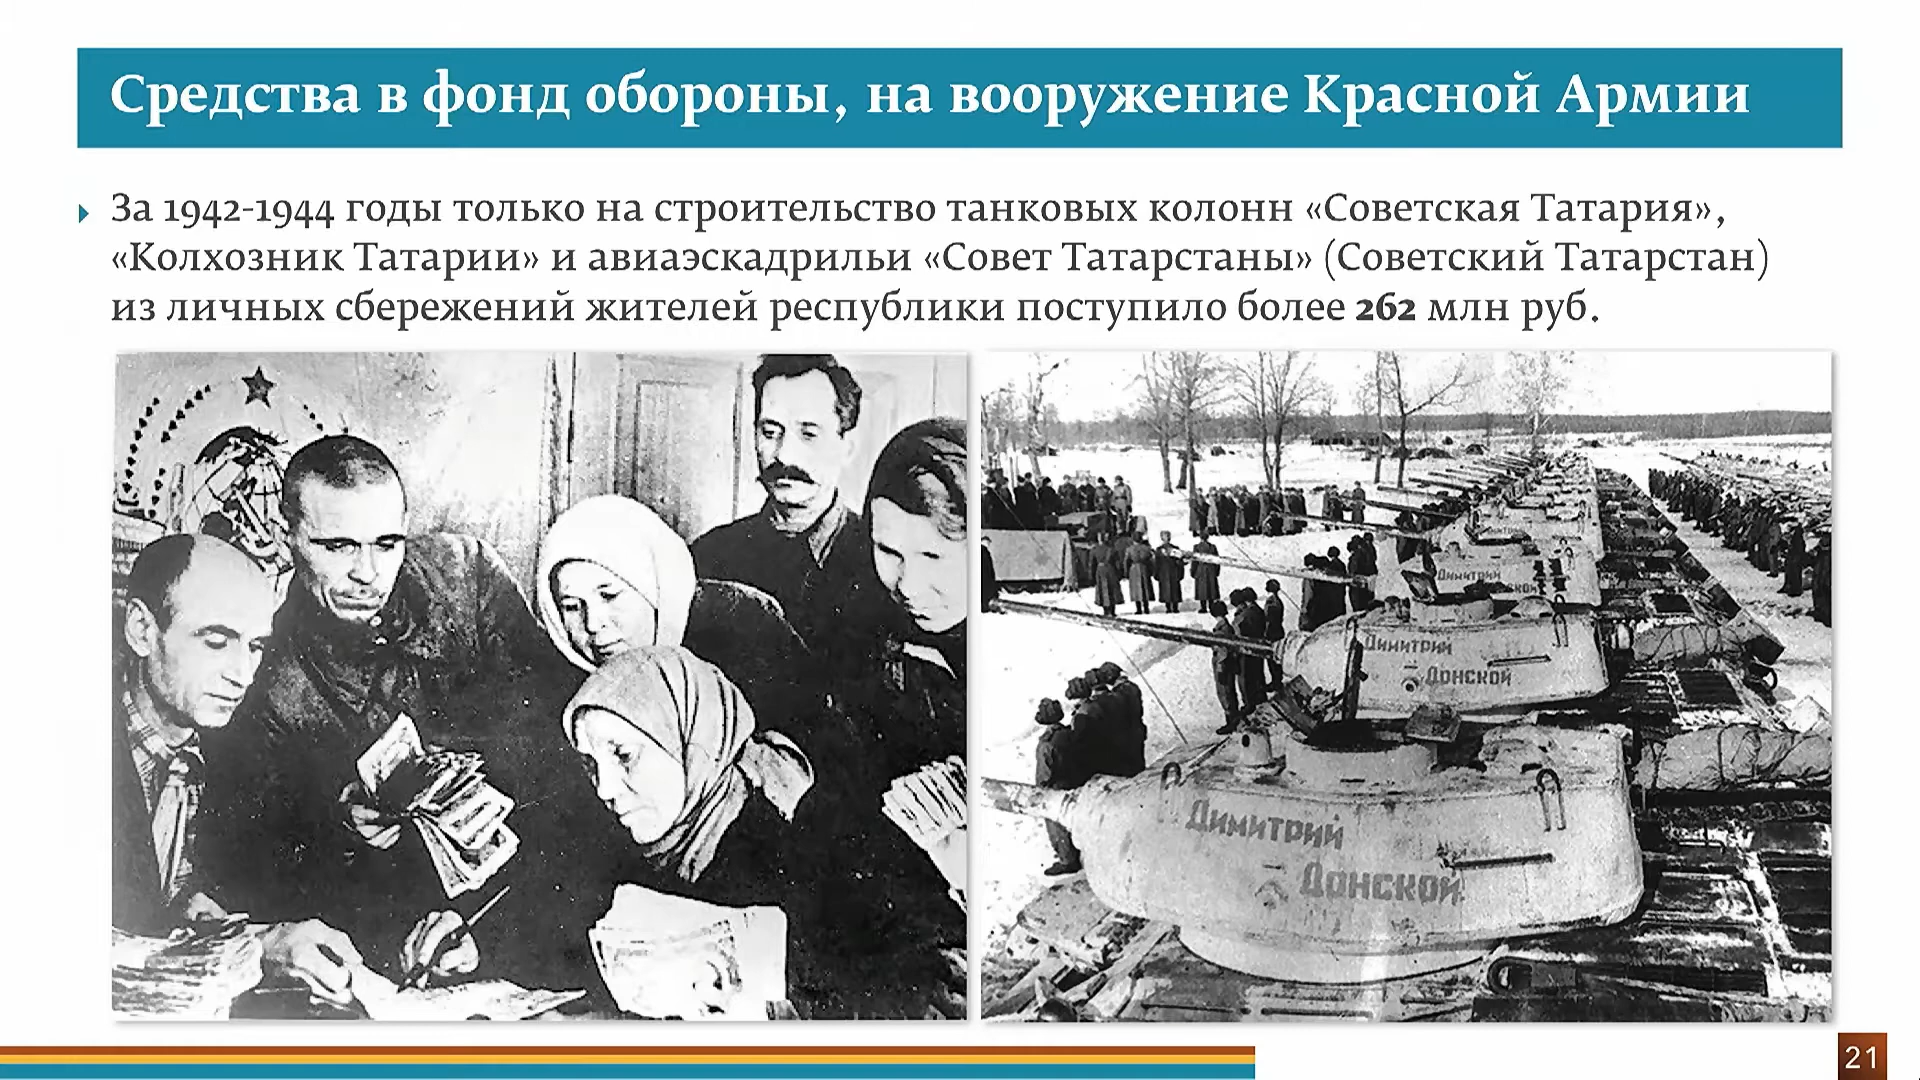 Средства в фонд обороны, на вооружение Красной Армии
За 1942-1944 годы только на строительство танковых колонн «Советская Татария»,
«Колхозник Татарии» и авиаэскадрильи «Совет Татарстаны» (Советский Татарстан)
из личных сбережений жителей республики поступило более 262 млн руб.
Димитрий
Донской
Димитрий
Донской
Димитрий
Донской
21